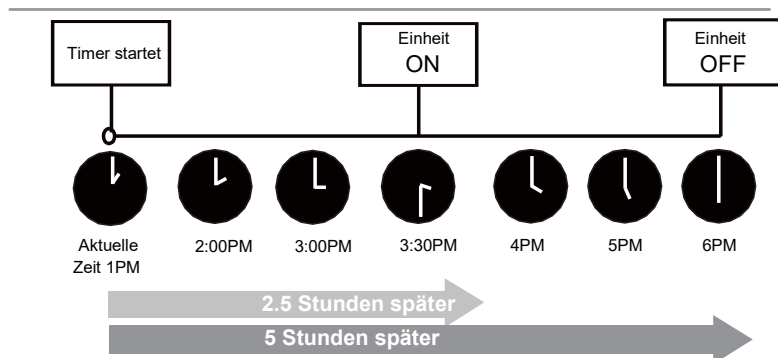 Timer startet
Einheit
ON
Einheit
OFF
Aktuelle
Zeit 1PM
2:00PM
3:00PM
3:30PM
4PM
5PM
6PM
2.5 Stunden später
5 Stunden später